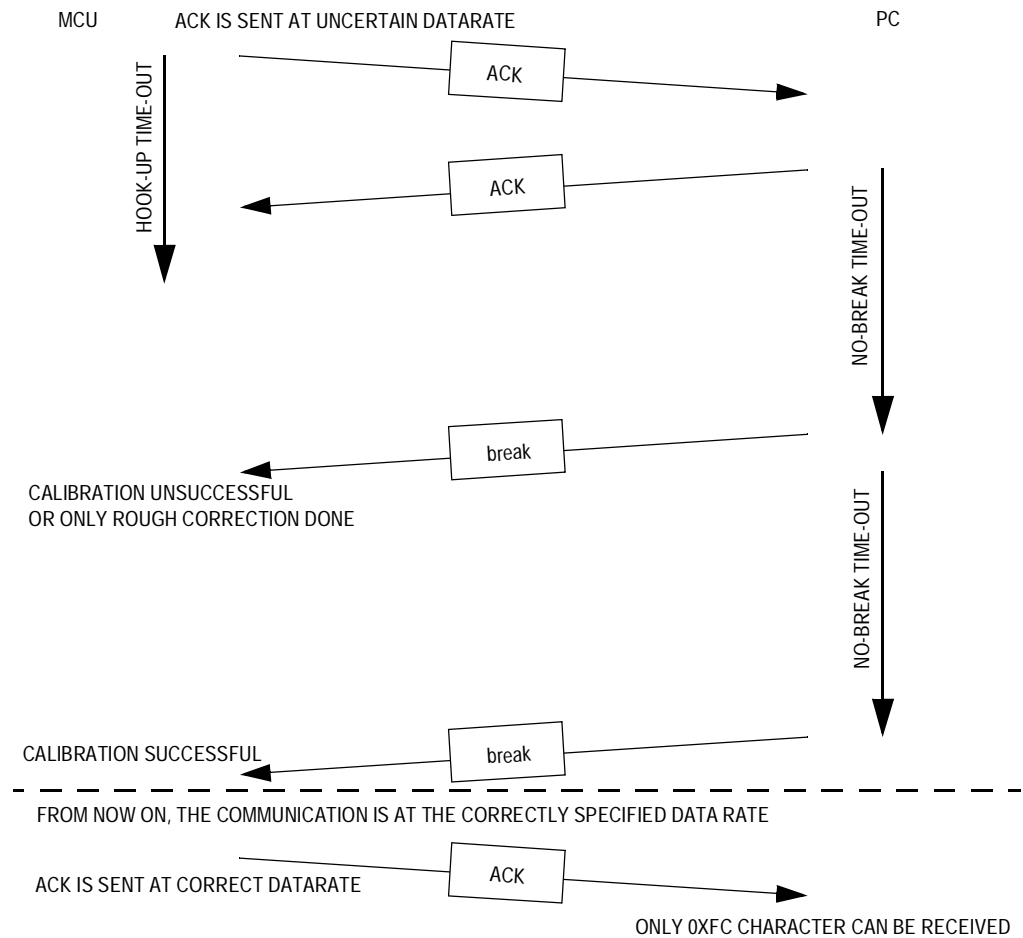 MCU
ACK IS SENT AT UNCERTAIN DATARATE
PC
ACK
HOOK-UP TIME-OUT
ACK
NO-BREAK TIME-OUT
break
CALIBRATION UNSUCCESSFUL
OR ONLY ROUGH CORRECTION DONE
NO-BREAK TIME-OUT
break
CALIBRATION SUCCESSFUL
FROM NOW ON, THE COMMUNICATION IS AT THE CORRECTLY SPECIFIED DATA RATE
ACK
ACK IS SENT AT CORRECT DATARATE
ONLY 0XFC CHARACTER CAN BE RECEIVED